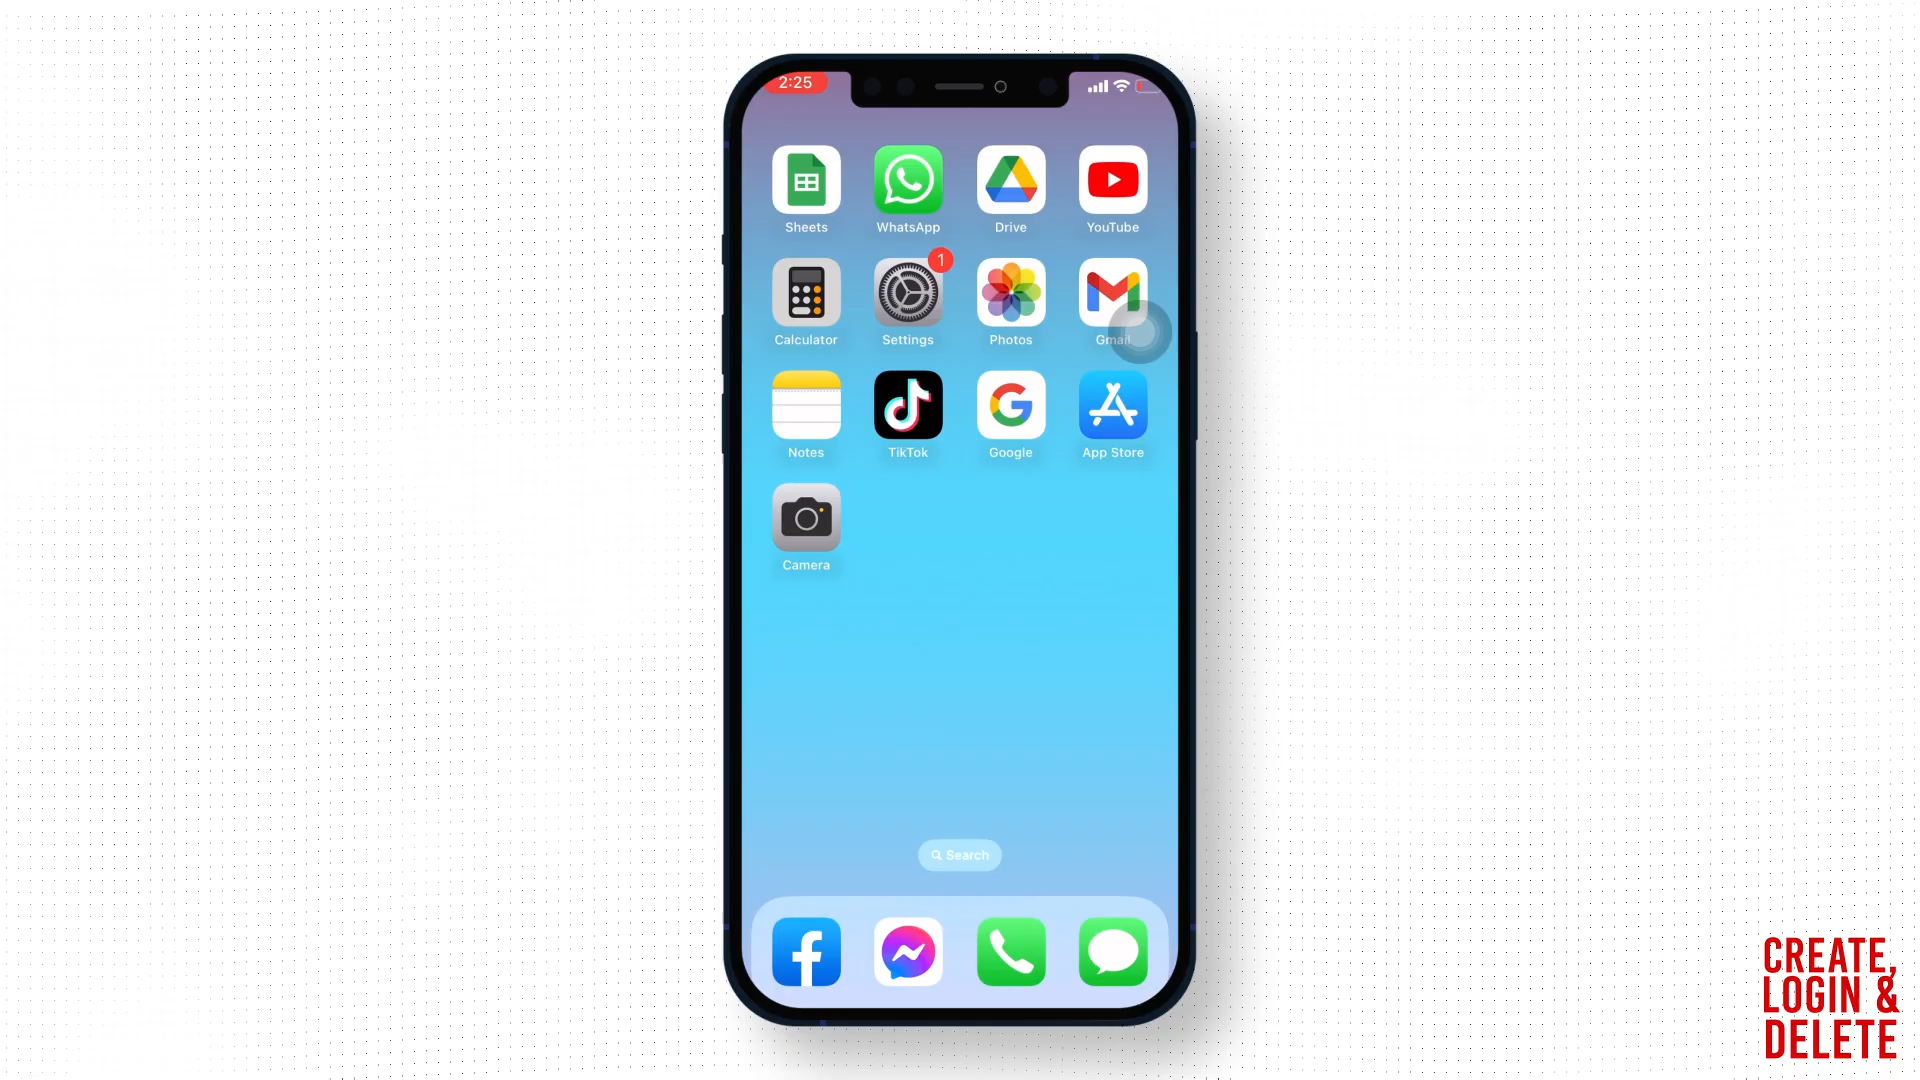 2:25
Sheets WhatsApp Drive YouTube
1
Calculator Settings Photos Gmail
Notes TikTok Google App Store
Camera
Search
CREATE,
LOGIN &
DELETE